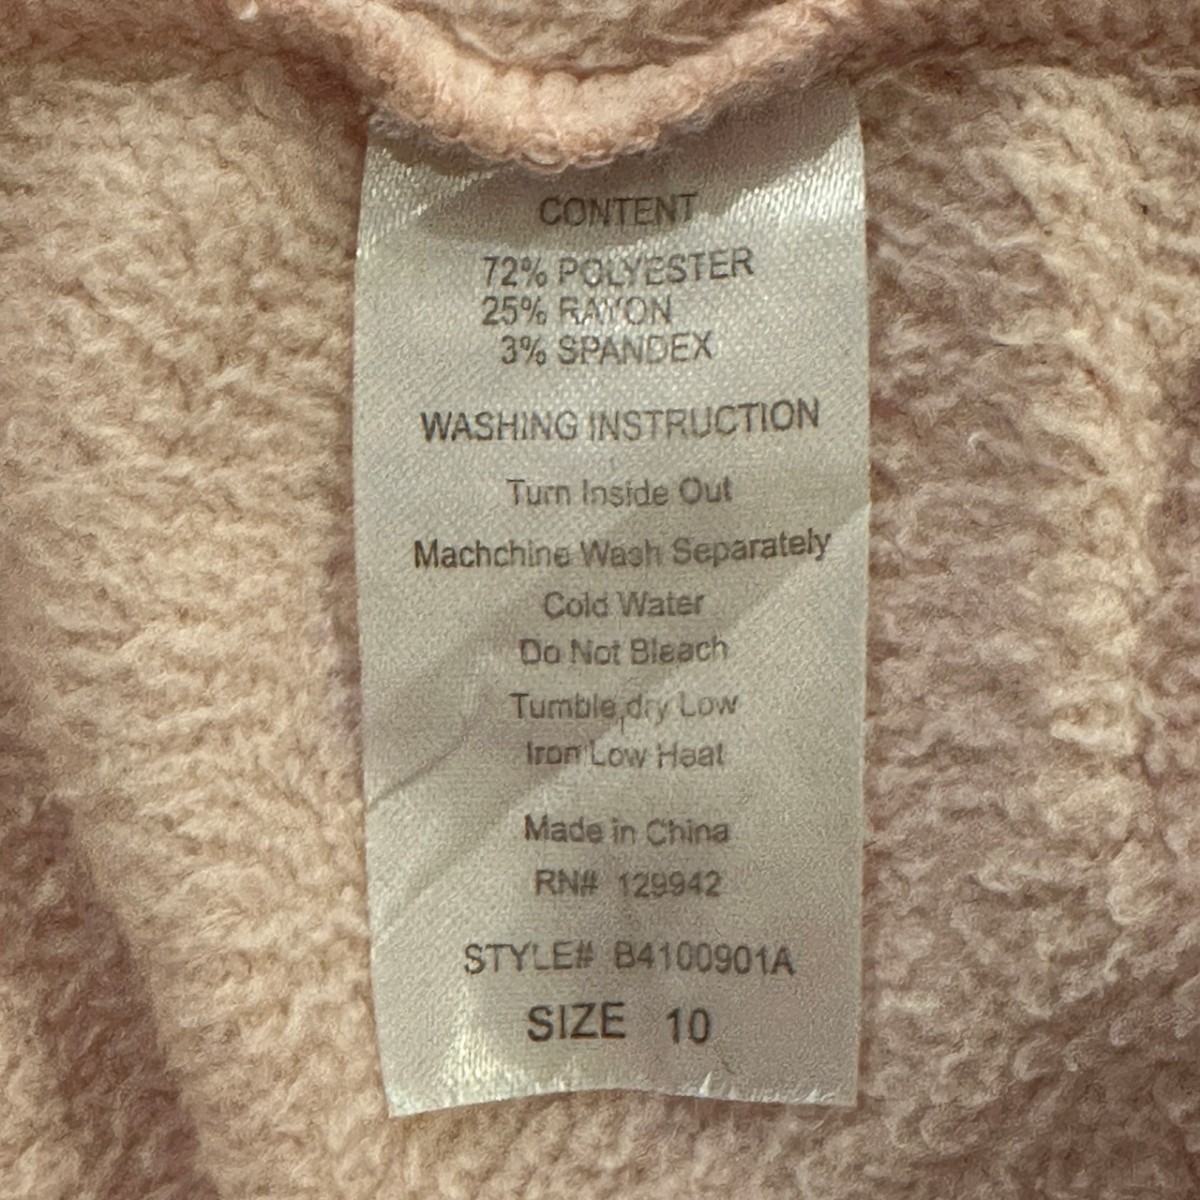 CONTENT
72% POLYESTER
25% RAYON
3% SPANDEX
WASHING INSTRUCTION
Turn Inside Out
Machchine Wash Separately
Cold Water
Do Not Bleach
Tumble,dry Low
Iron Low Heat
Made in China
RN# 129942
STYLE# B4100901A
SIZE 10